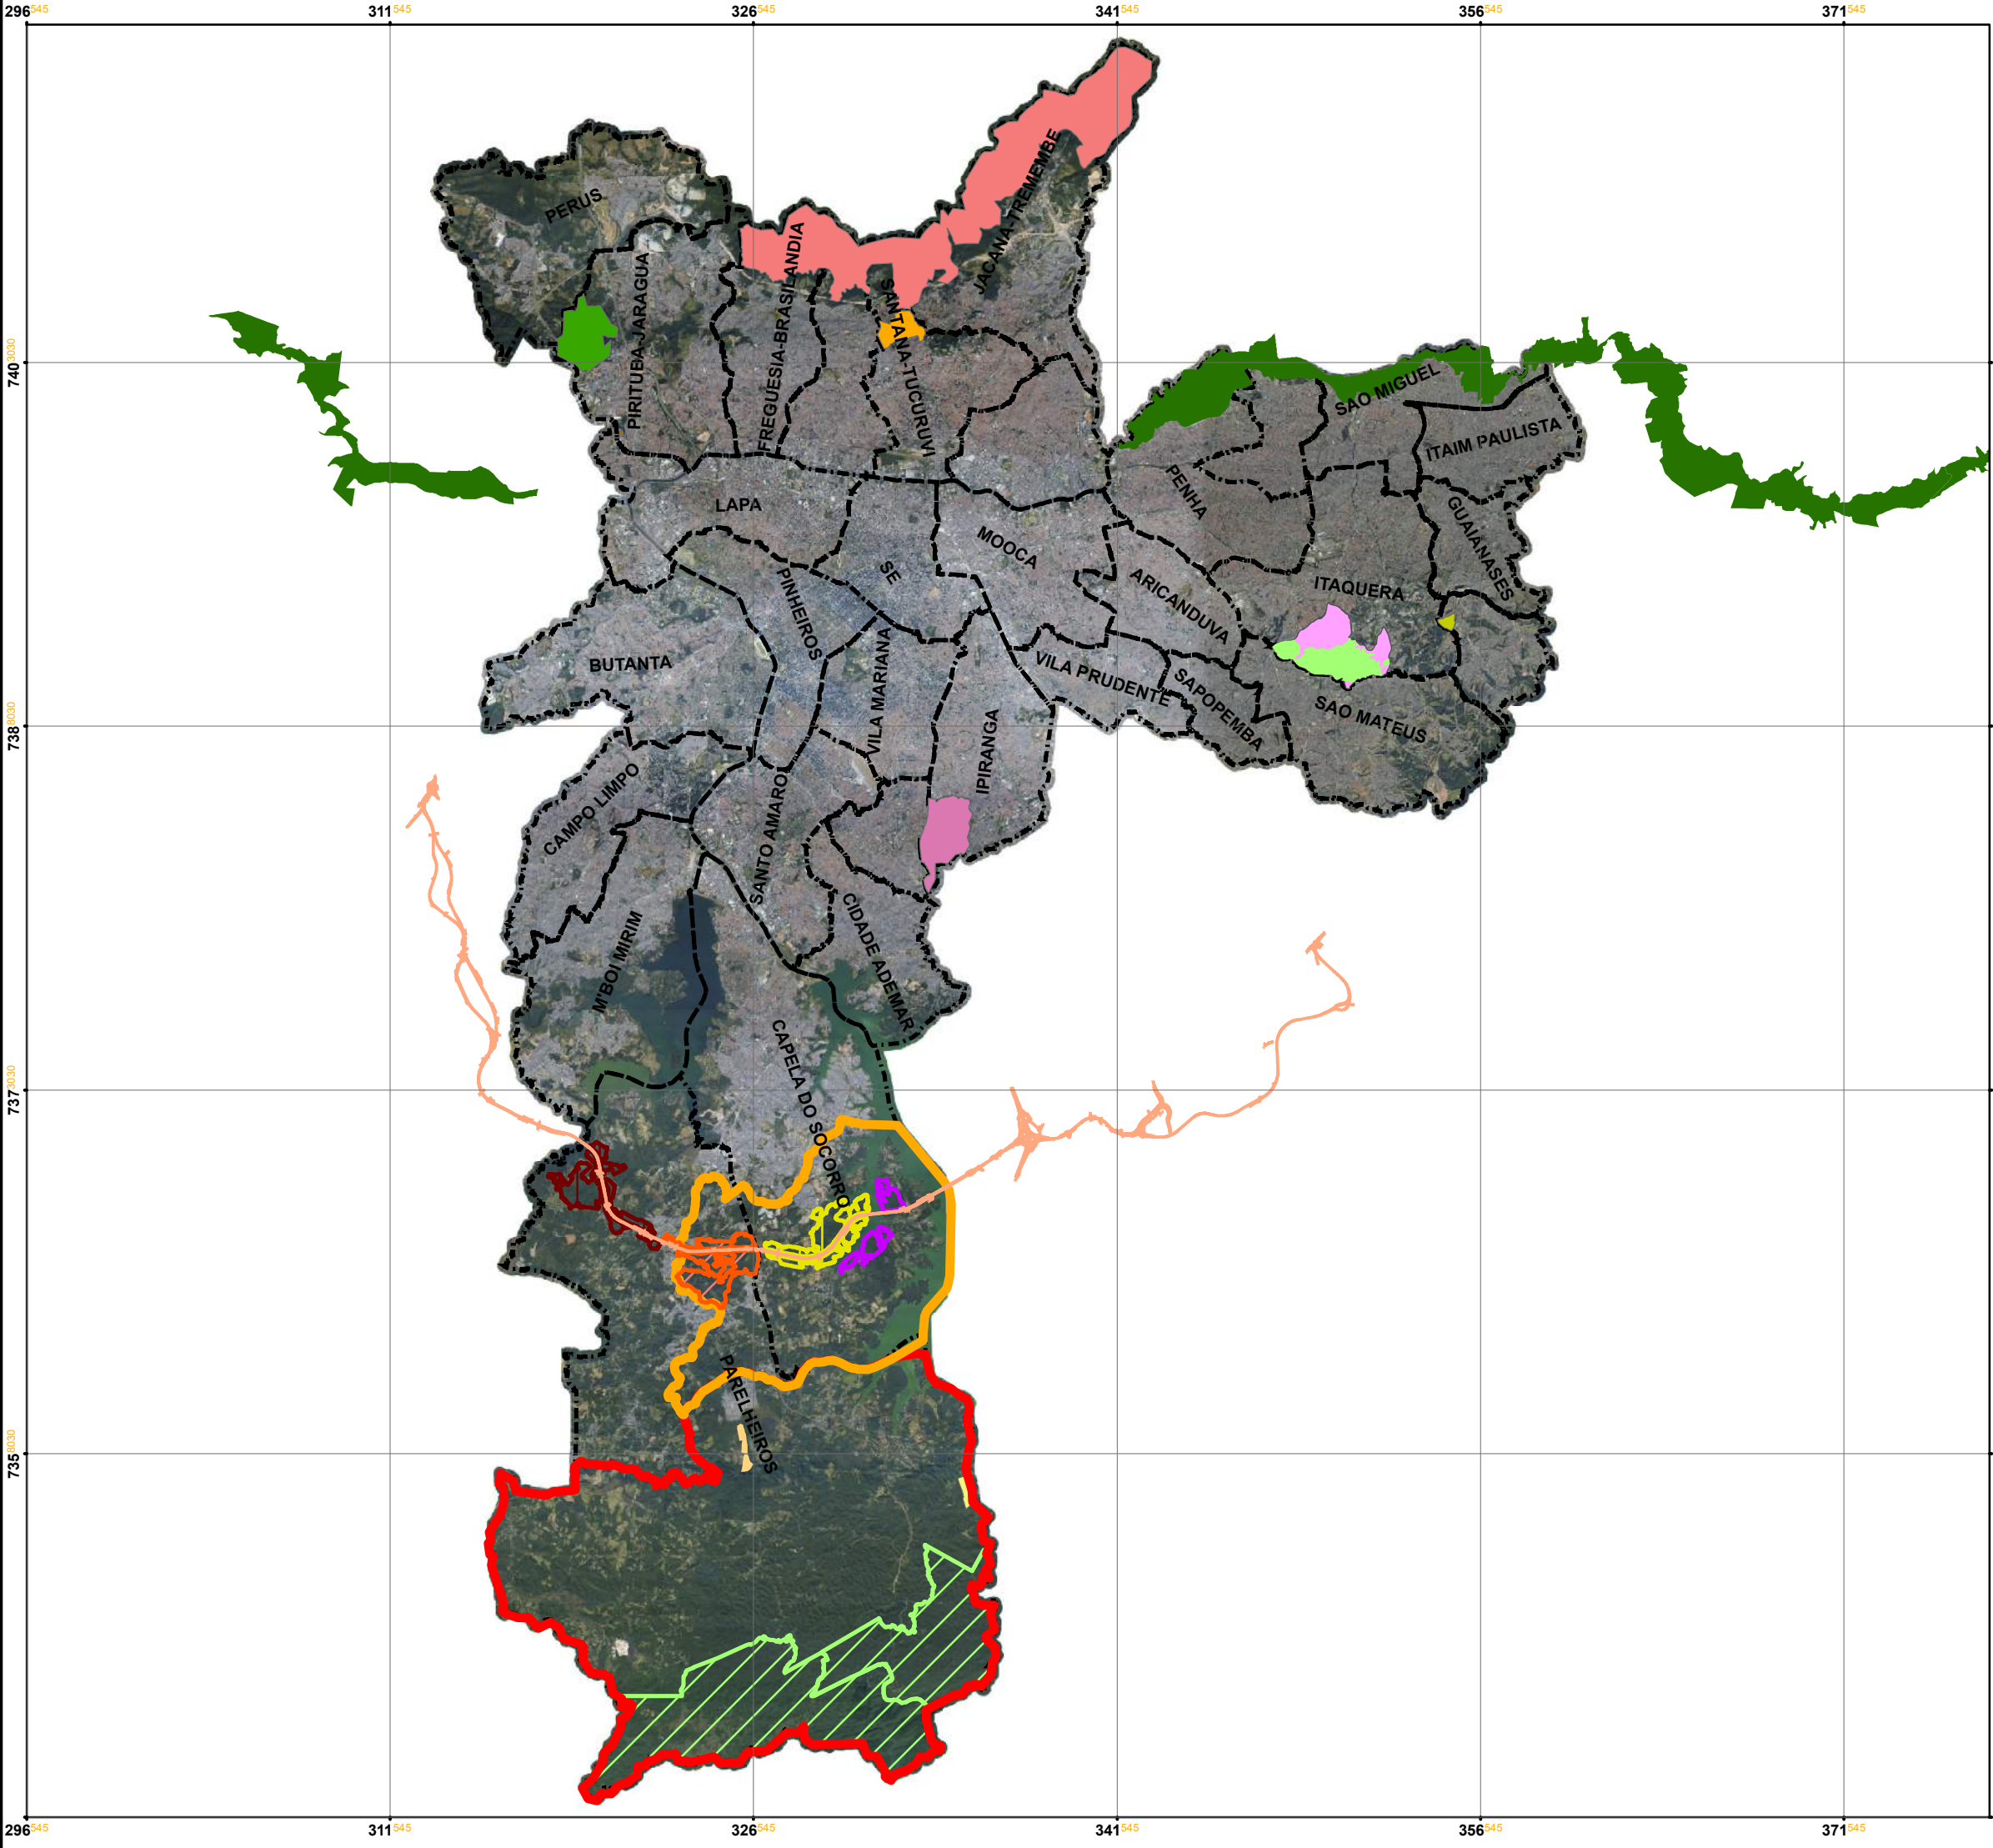 296545 311545 326545 341545 356545 371545
PERUS
JACANA-TREMEMBE
PIRITUBA-JARAGUA
FREGUESIA-BRASILANDIA
SANTANA-TUCURUVI
7403030
SAO MIGUEL
ITAIM PAULISTA
PENHA
LAPA
GUAIANASES
MOOCA
SE
ITAQUERA
ARICANDUVA
PINHEIROS
BUTANTA
VILA MARIANA
VILA PRUDENTE
SAPOPEMBA
SAO MATEUS
7388030
IPIRANGA
CAMPO LIMPO
SANTO AMARO
CIDADE ADEMAR
M'BOI MIRIM
CAPELA DO SOCORRO
7373030
PARELHEIROS
7358030
296545 311545 326545 341545 356545 371545